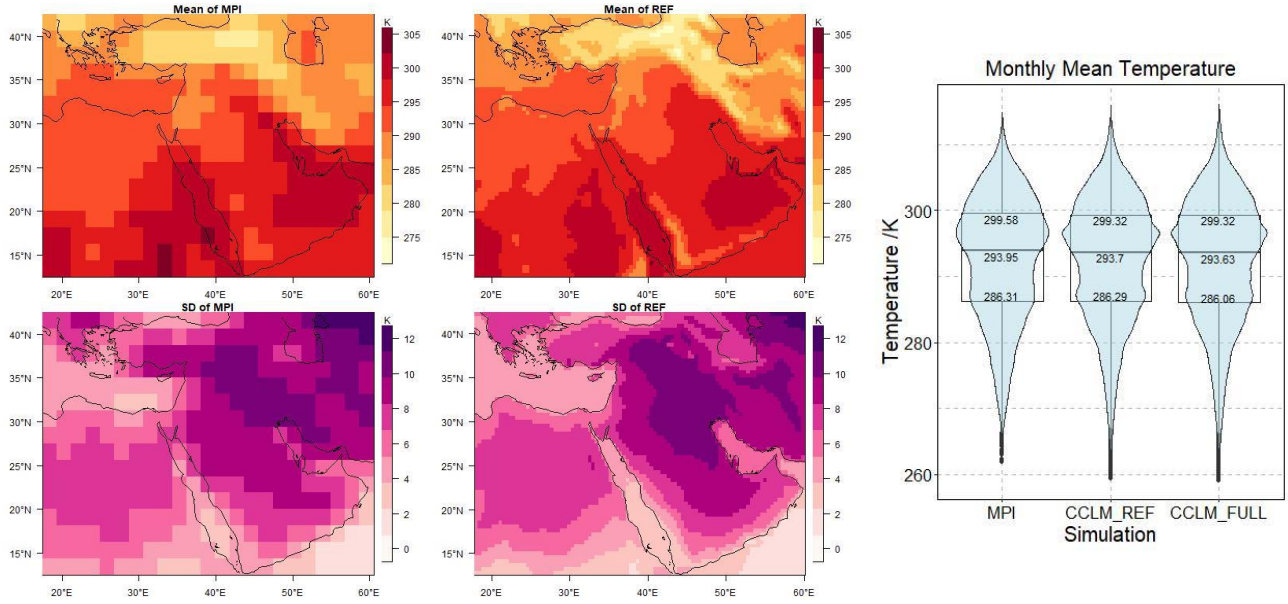 Mean of MPI
K
40°N
35°N
30°N
25°N
20°N
15°N
305
300
295
290
285
280
275
20°E
30°E
40°E
50°E
60°E
Mean of REF
K
40°N
35°N
30°N
25°N
20°N
15°N
305
300
295
290
285
280
275
20°E
30°E
40°E
50°E
60°E
SD of MPI
K
40°N
35°N
30°N
25°N
20°N
15°N
12
10
8
6
4
2
0
20°E
30°E
40°E
50°E
60°E
SD of REF
K
40°N
35°N
30°N
25°N
20°N
15°N
12
10
8
6
4
2
0
20°E
30°E
40°E
50°E
60°E
Monthly Mean Temperature
Temperature /K
300
280
260
299.58
299.32
299.32
293.95
293.7
293.63
286.31
286.29
286.06
MPI
CCLM_REF
CCLM_FULL
Simulation